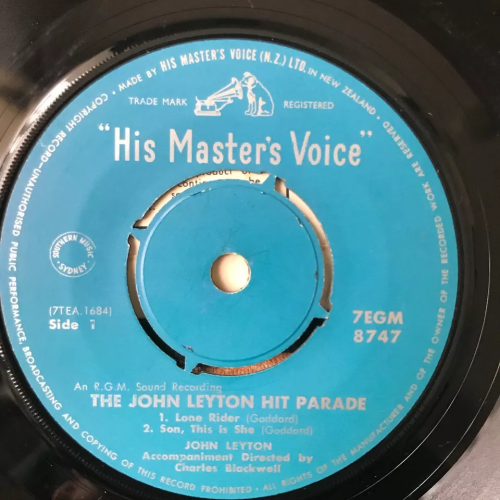 MADE BY HIS MASTER'S VOICE (N.Z.) LTD. IN NEW ZEALAND.
ALL RIGHTS OF THE MANUFACTURER AND OF THE OWNER OF THE RECORDED WORK ARE RESERVED
COPYRIGHT RECORD—UNAUTHORISED PUBLIC PERFORMANCE, BROADCASTING AND COPYING OF THIS RECORD PROHIBITED
TRADE MARK REGISTERED
"His Master's Voice"
SOUTHERN MUSIC
• SYDNEY •
(7TEA.1684)
Side 1
7EGM
8747
An R.G.M. Sound Recording
THE JOHN LEYTON HIT PARADE
1. Lone Rider (Goddard)
2. Son, This is She (Goddard)
JOHN LEYTON
Accompaniment Directed by
Charles Blackwell